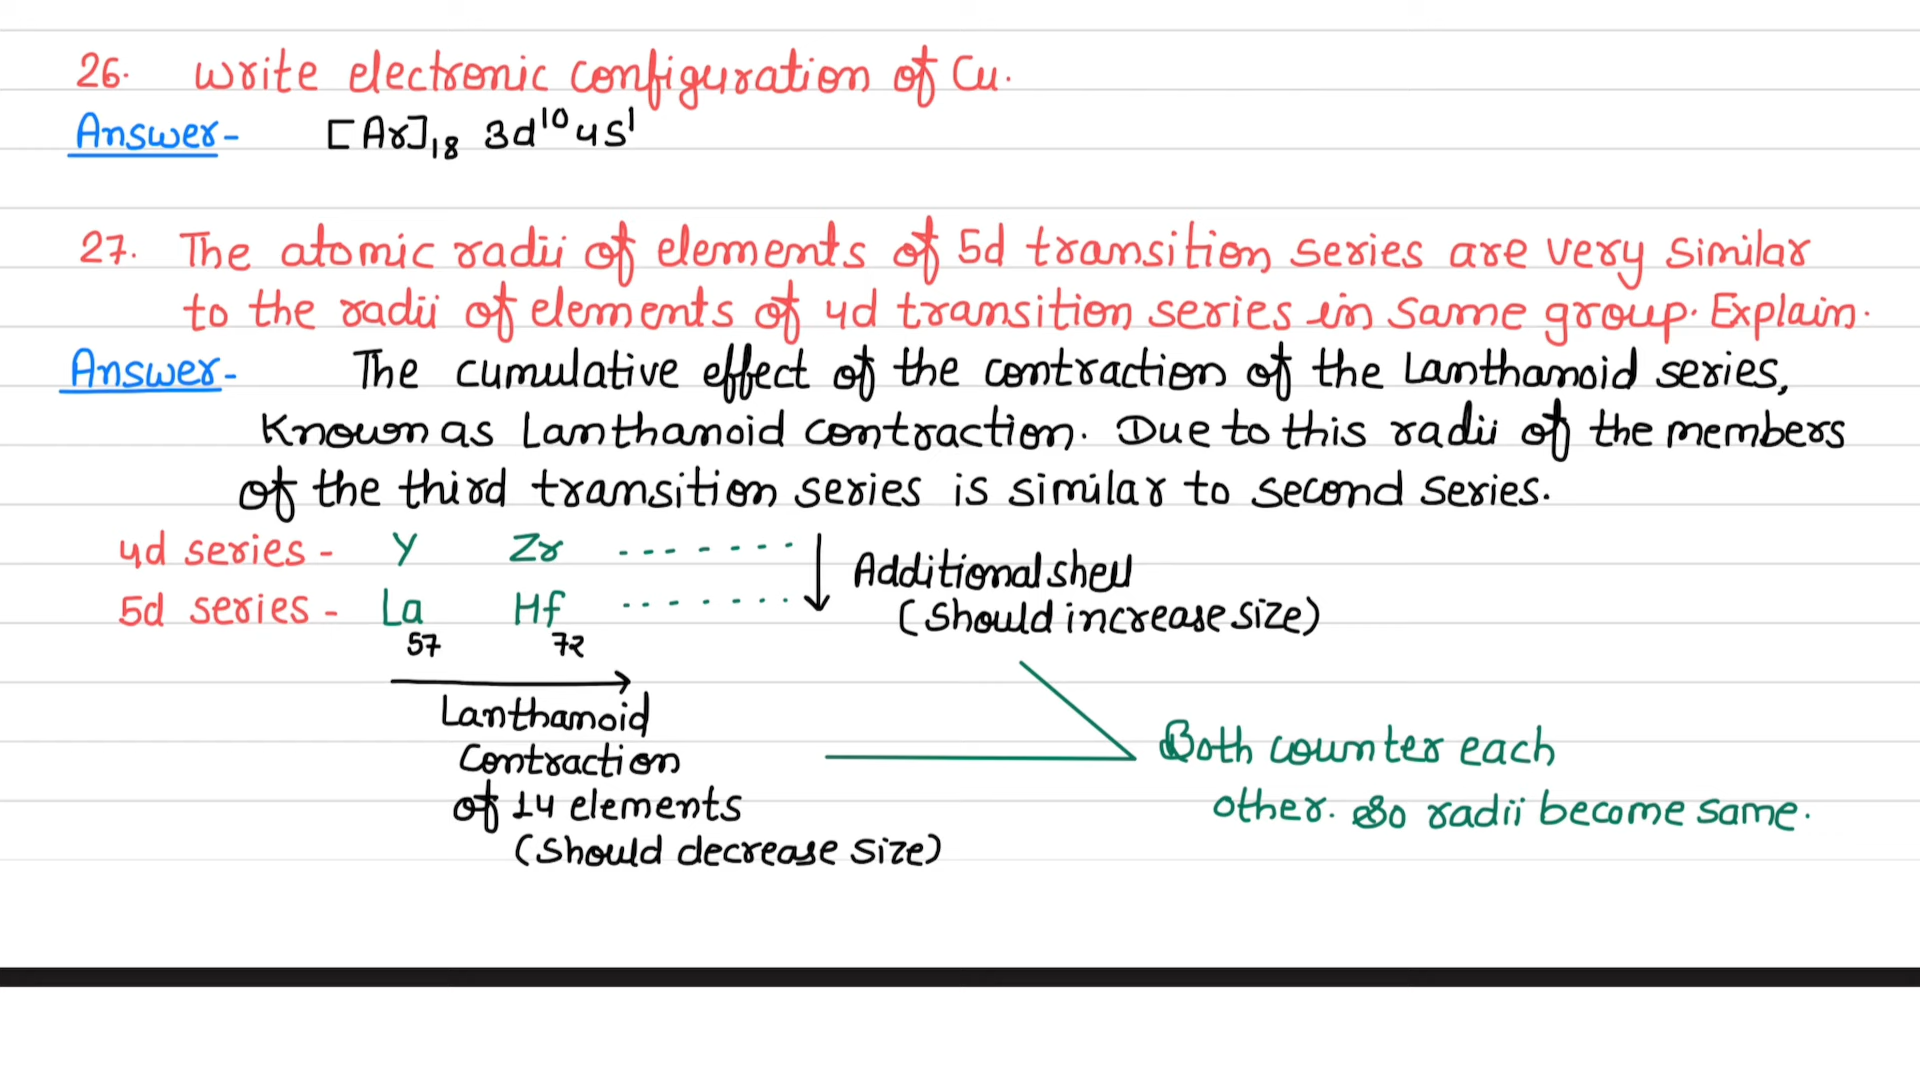 26. Write electronic configuration of Cu.
Answer- [Ar]₁₈ 3d¹⁰4s¹
27. The atomic radii of elements of 5d transition series are very similar
to the radii of elements of 4d transition series in same group. Explain.
Answer- The cumulative effect of the contraction of the Lanthanoid series,
Known as Lanthanoid contraction. Due to this radii of the members
of the third transition series is similar to second series.
4d series - Y Zr .......
5d series - La Hf .......
57 72
Additional shell
(Should increase size)
Lanthanoid
Contraction
of 14 elements
(Should decrease size)
Both counter each
other. So radii become same.